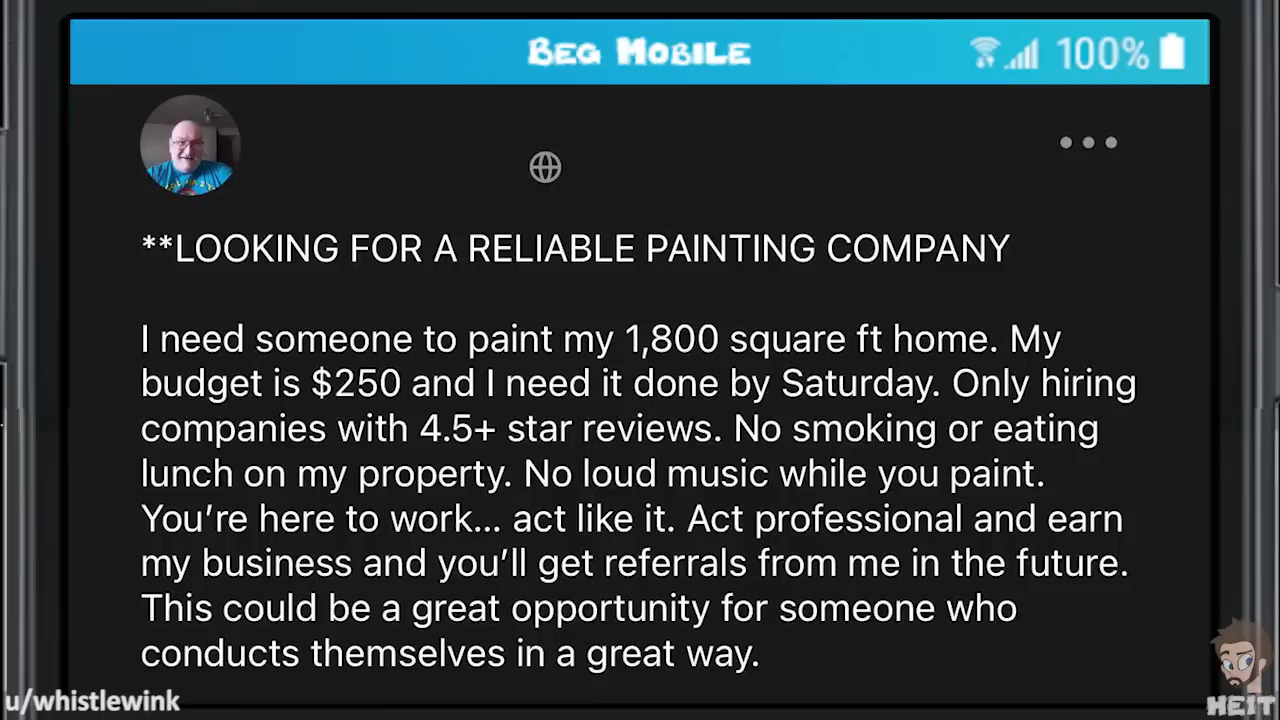 BEG MOBILE
100%
**LOOKING FOR A RELIABLE PAINTING COMPANY
I need someone to paint my 1,800 square ft home. My
budget is $250 and I need it done by Saturday. Only hiring
companies with 4.5+ star reviews. No smoking or eating
lunch on my property. No loud music while you paint.
You're here to work... act like it. Act professional and earn
my business and you'll get referrals from me in the future.
This could be a great opportunity for someone who
conducts themselves in a great way.
u/whistlewink
HEIT